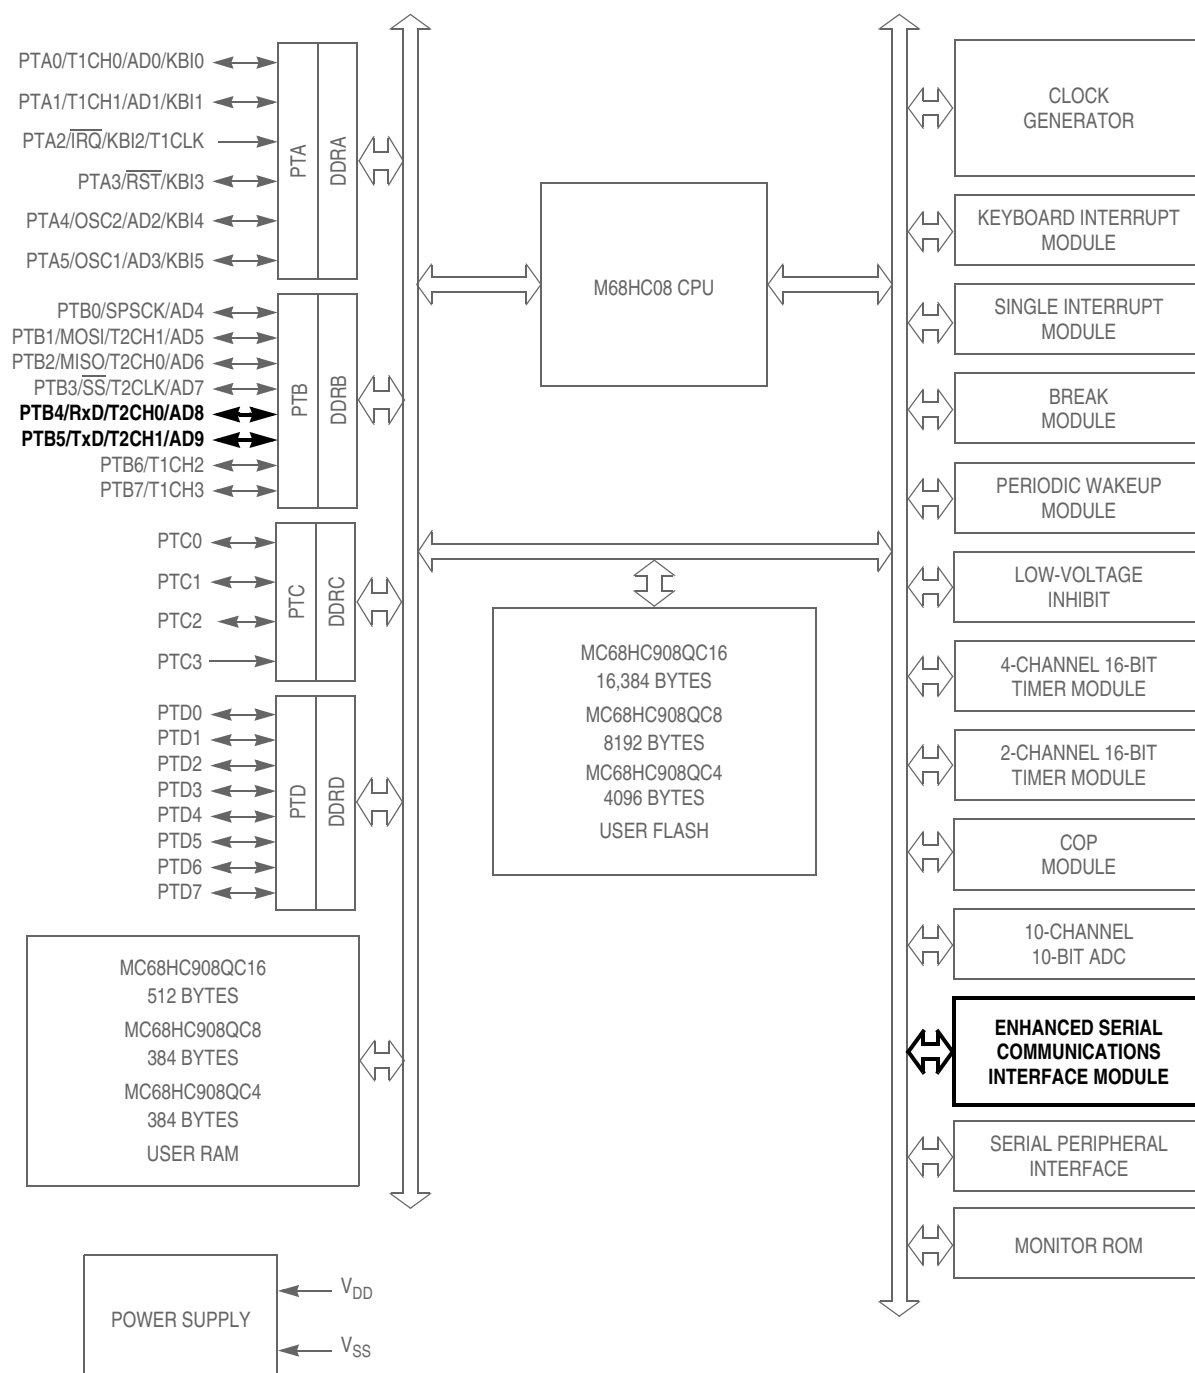 PTA0/T1CH0/AD0/KBI0
PTA1/T1CH1/AD1/KBI1
PTA2/IRQ/KBI2/T1CLK
PTA3/RST/KBI3
PTA4/OSC2/AD2/KBI4
PTA5/OSC1/AD3/KBI5
PTA
DDRA
PTB0/SPSCK/AD4
PTB1/MOSI/T2CH1/AD5
PTB2/MISO/T2CH0/AD6
PTB3/SS/T2CLK/AD7
PTB4/RxD/T2CH0/AD8
PTB5/TxD/T2CH1/AD9
PTB6/T1CH2
PTB7/T1CH3
PTB
DDRB
PTC0
PTC1
PTC2
PTC3
PTC
DDRC
PTD0
PTD1
PTD2
PTD3
PTD4
PTD5
PTD6
PTD7
PTD
DDRD
MC68HC908QC16
512 BYTES
MC68HC908QC8
384 BYTES
MC68HC908QC4
384 BYTES
USER RAM
POWER SUPPLY
VDD
VSS
M68HC08 CPU
MC68HC908QC16
16,384 BYTES
MC68HC908QC8
8192 BYTES
MC68HC908QC4
4096 BYTES
USER FLASH
CLOCK
GENERATOR
KEYBOARD INTERRUPT
MODULE
SINGLE INTERRUPT
MODULE
BREAK
MODULE
PERIODIC WAKEUP
MODULE
LOW-VOLTAGE
INHIBIT
4-CHANNEL 16-BIT
TIMER MODULE
2-CHANNEL 16-BIT
TIMER MODULE
COP
MODULE
10-CHANNEL
10-BIT ADC
ENHANCED SERIAL
COMMUNICATIONS
INTERFACE MODULE
SERIAL PERIPHERAL
INTERFACE
MONITOR ROM